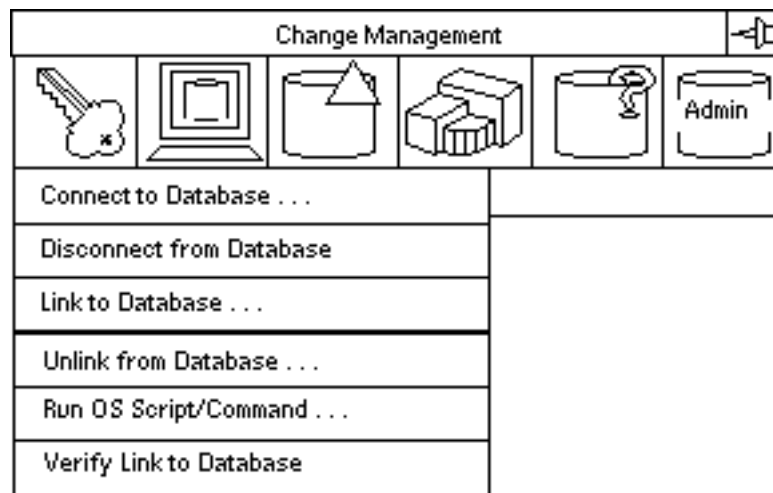 Change Management
Admin
Connect to Database . . .
Disconnect from Database
Link to Database . . .
Unlink from Database . . .
Run OS Script/Command . . .
Verify Link to Database